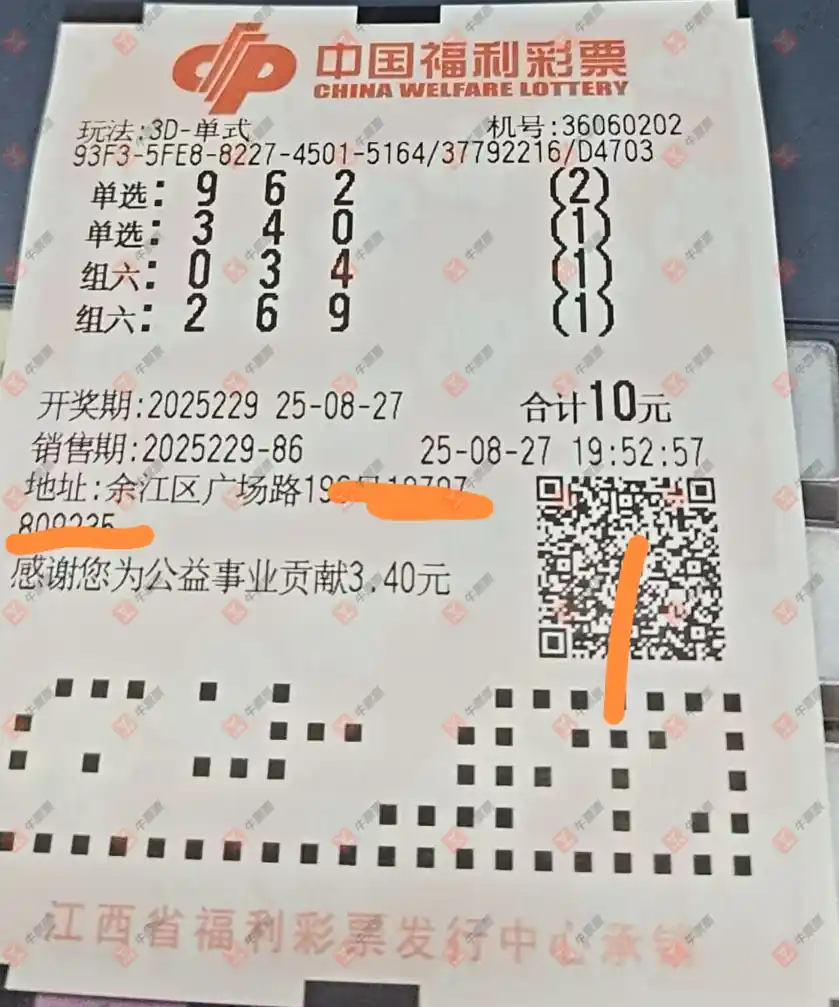 中国福利彩票
CHINA WELFARE LOTTERY
玩法:3D-单式 机号:36060202
93F3-5FE8-8227-4501-5164/37792216/D4703
单选: 9 6 2 (2)
单选: 3 4 0 (1)
组六: 0 3 4 (1)
组六: 2 6 9 (1)
开奖期:2025229 25-08-27 合计10元
销售期:2025229-86 25-08-27 19:52:57
地址:余江区广场路19
感谢您为公益事业贡献3.40元
江西省福利彩票发行中心承销